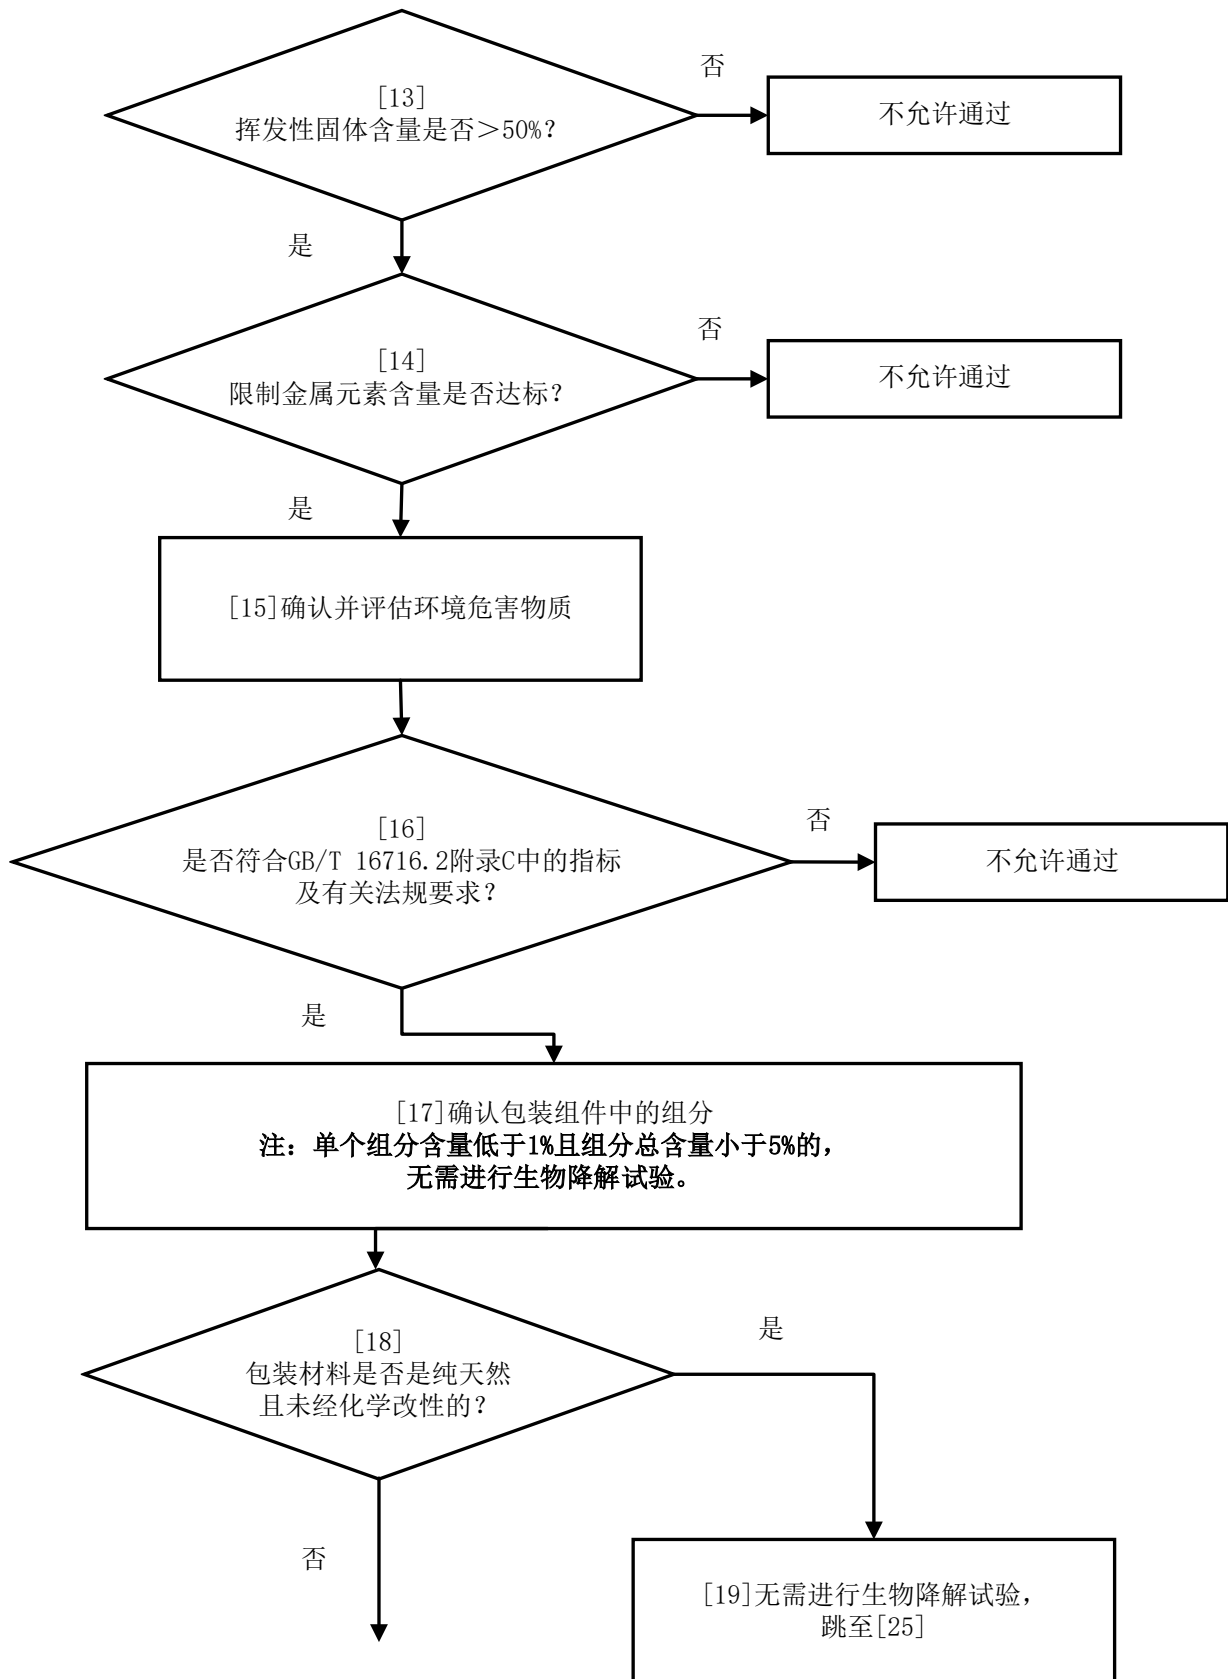 [13]
挥发性固体含量是否＞50%？
否
不允许通过
是
[14]
限制金属元素含量是否达标？
否
不允许通过
是
[15]确认并评估环境危害物质
[16]
是否符合GB/T 16716.2附录C中的指标
及有关法规要求？
否
不允许通过
是
[17]确认包装组件中的组分
注：单个组分含量低于1%且组分总含量小于5%的，
无需进行生物降解试验。
[18]
包装材料是否是纯天然
且未经化学改性的？
是
否
[19]无需进行生物降解试验，
跳至[25]